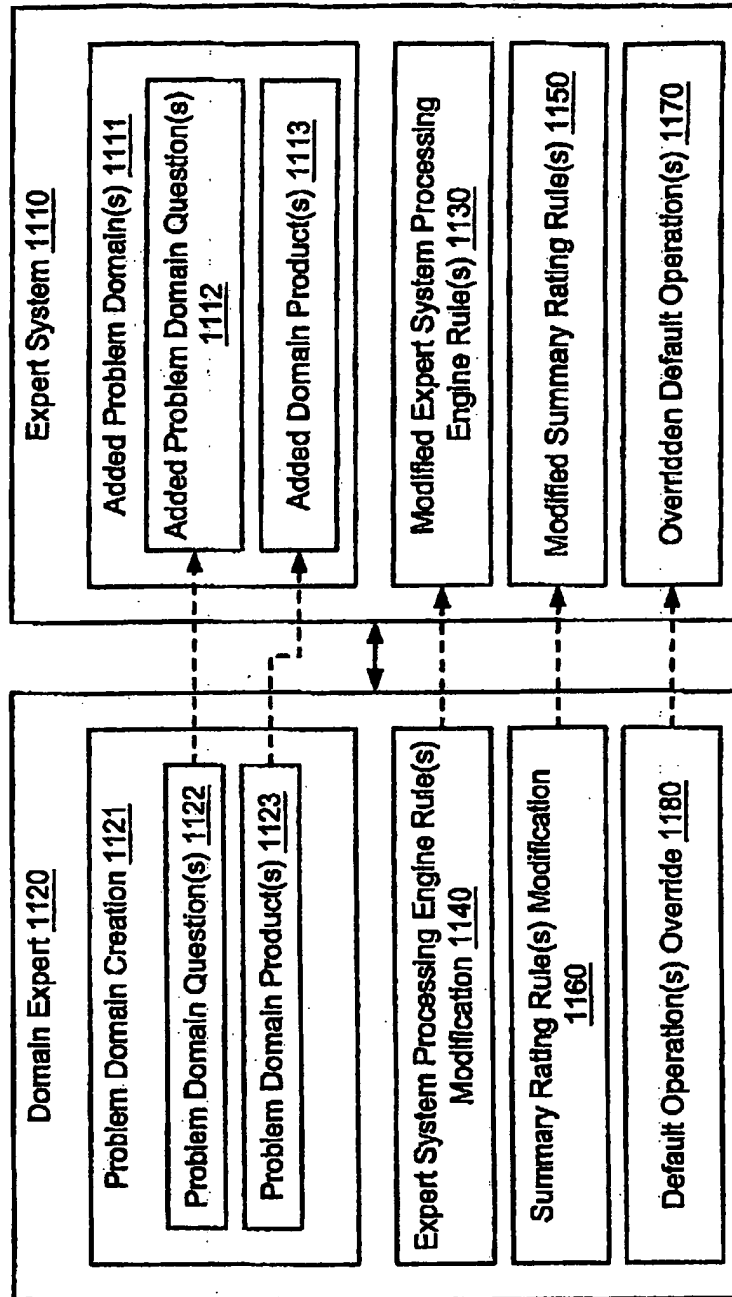 Domain Expert 1120
Problem Domain Creation 1121
Problem Domain Question(s) 1122
Problem Domain Product(s) 1123
Expert System Processing Engine Rule(s)
Modification 1140
Summary Rating Rule(s) Modification
1160
Default Operation(s) Override 1180
Expert System 1110
Added Problem Domain(s) 1111
Added Problem Domain Question(s)
1112
Added Domain Product(s) 1113
Modified Expert System Processing
Engine Rule(s) 1130
Modified Summary Rating Rule(s) 1150
Overridden Default Operation(s) 1170